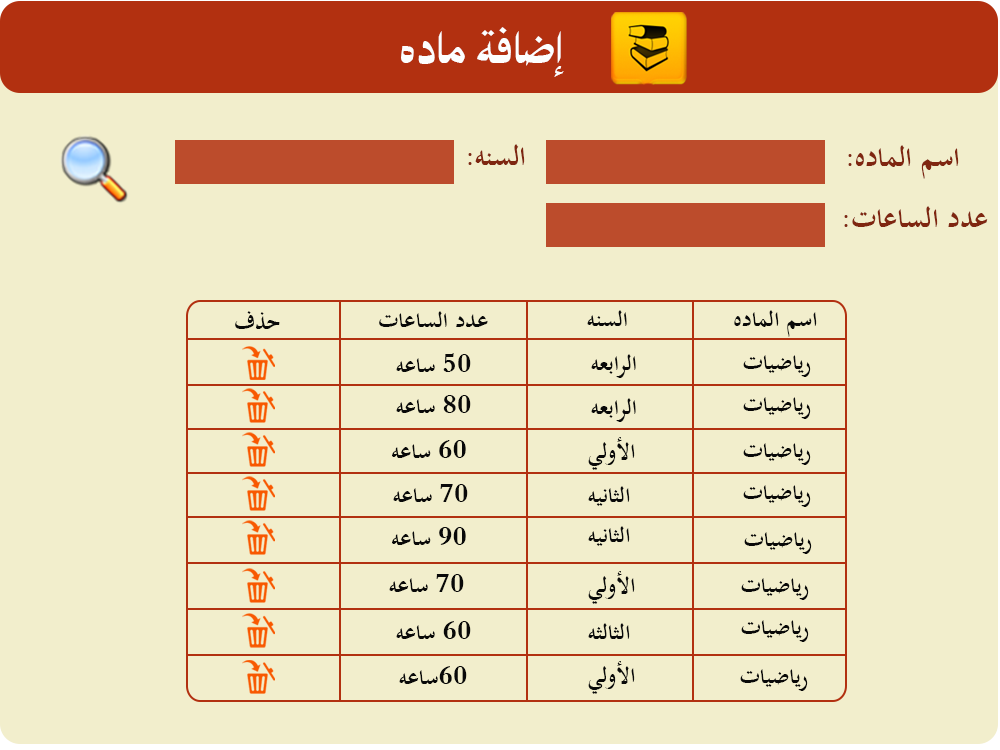 إضافة ماده
اسم الماده: السنه:
عدد الساعات:
اسم الماده السنه عدد الساعات حذف
رياضيات الرابعه 50 ساعه
رياضيات الرابعه 80 ساعه
رياضيات الأولي 60 ساعه
رياضيات الثانيه 70 ساعه
رياضيات الثانيه 90 ساعه
رياضيات الأولي 70 ساعه
رياضيات الثالثه 60 ساعه
رياضيات الأولي 60ساعه